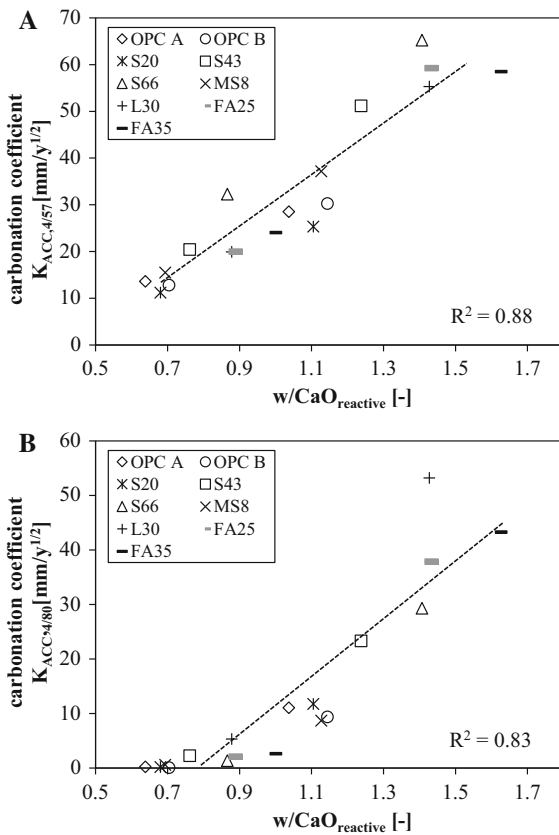 A
carbonation coefficient
K_ACC,4/57 [mm/y^1/2]
70
60
50
40
30
20
10
0
OPC A OPC B
S20 S43
S66 MS8
L30 FA25
FA35
R² = 0.88
0.5 0.7 0.9 1.1 1.3 1.5 1.7
w/CaO_reactive [-]
B
carbonation coefficient
K_ACC,4/80 [mm/y^1/2]
60
50
40
30
20
10
0
OPC A OPC B
S20 S43
S66 MS8
L30 FA25
FA35
R² = 0.83
0.5 0.7 0.9 1.1 1.3 1.5 1.7
w/CaO_reactive [-]